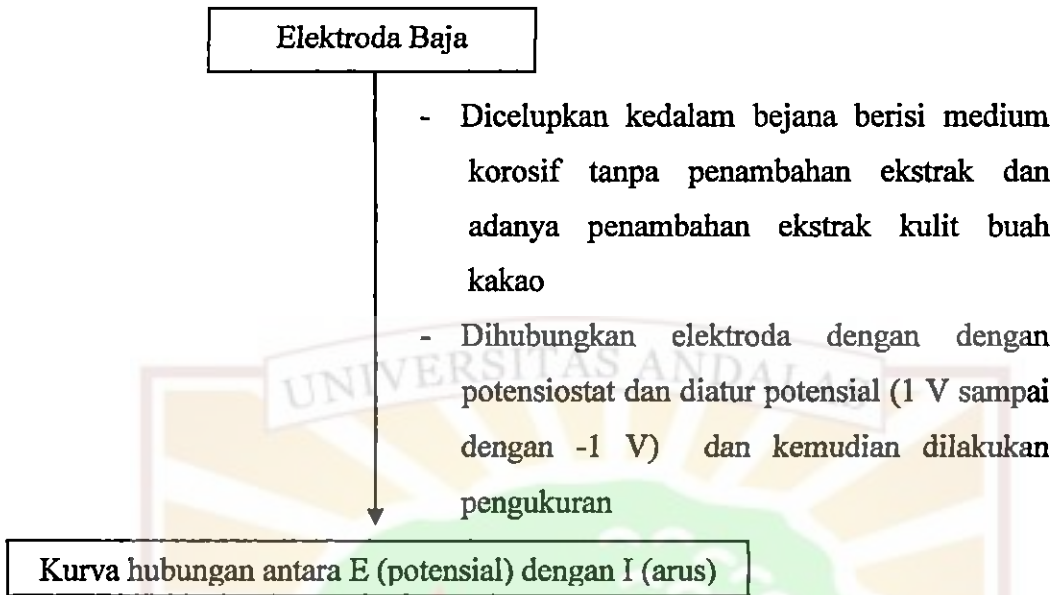 Elektroda Baja
- Dicelupkan kedalam bejana berisi medium
korosif tanpa penambahan ekstrak dan
adanya penambahan ekstrak kulit buah
kakao
- Dihubungkan elektroda dengan dengan
potensiostat dan diatur potensial (1 V sampai
dengan -1 V) dan kemudian dilakukan
pengukuran
UNIVERSITAS ANDALAS
Kurva hubungan antara E (potensial) dengan I (arus)